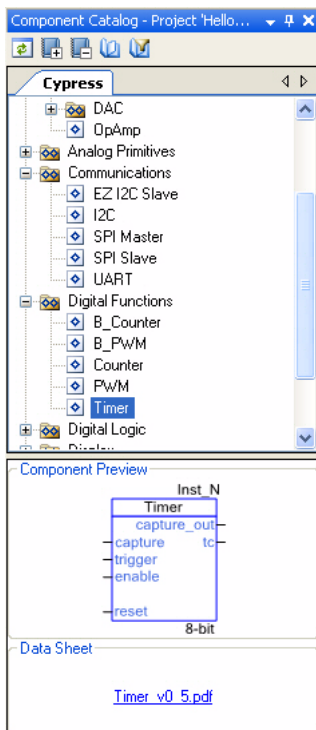 Component Catalog - Project 'Hello...
Cypress
DAC
OpAmp
Analog Primitives
Communications
EZ I2C Slave
I2C
SPI Master
SPI Slave
UART
Digital Functions
B_Counter
B_PWM
Counter
PWM
Timer
Digital Logic
Display
Component Preview
Inst_N
Timer
capture_out
capture tc
trigger
enable
reset
8-bit
Data Sheet
Timer_v0_5.pdf